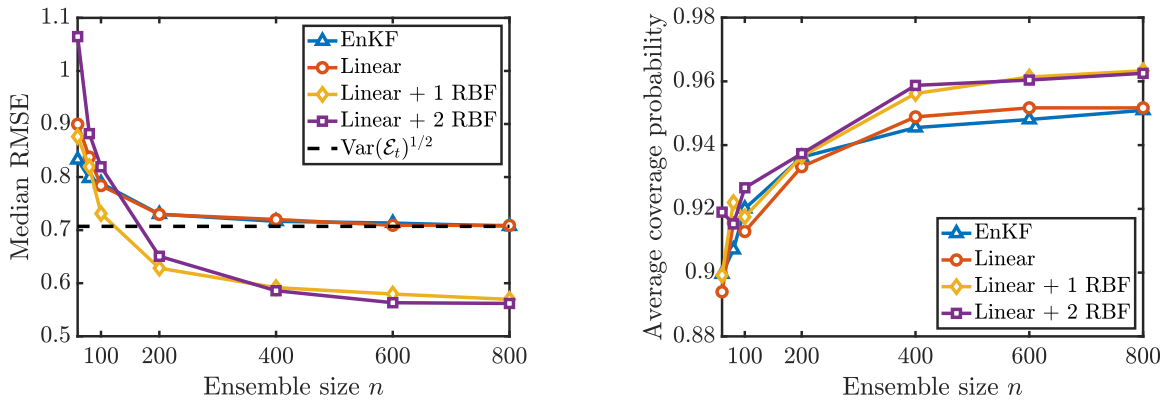 1.1
1
0.9
0.8
0.7
0.6
0.5
Median RMSE
EnKF
Linear
Linear + 1 RBF
Linear + 2 RBF
Var(ℰ_t)^{1/2}
100 200 400 600 800
Ensemble size n
0.98
0.96
0.94
0.92
0.9
0.88
Average coverage probability
EnKF
Linear
Linear + 1 RBF
Linear + 2 RBF
100 200 400 600 800
Ensemble size n